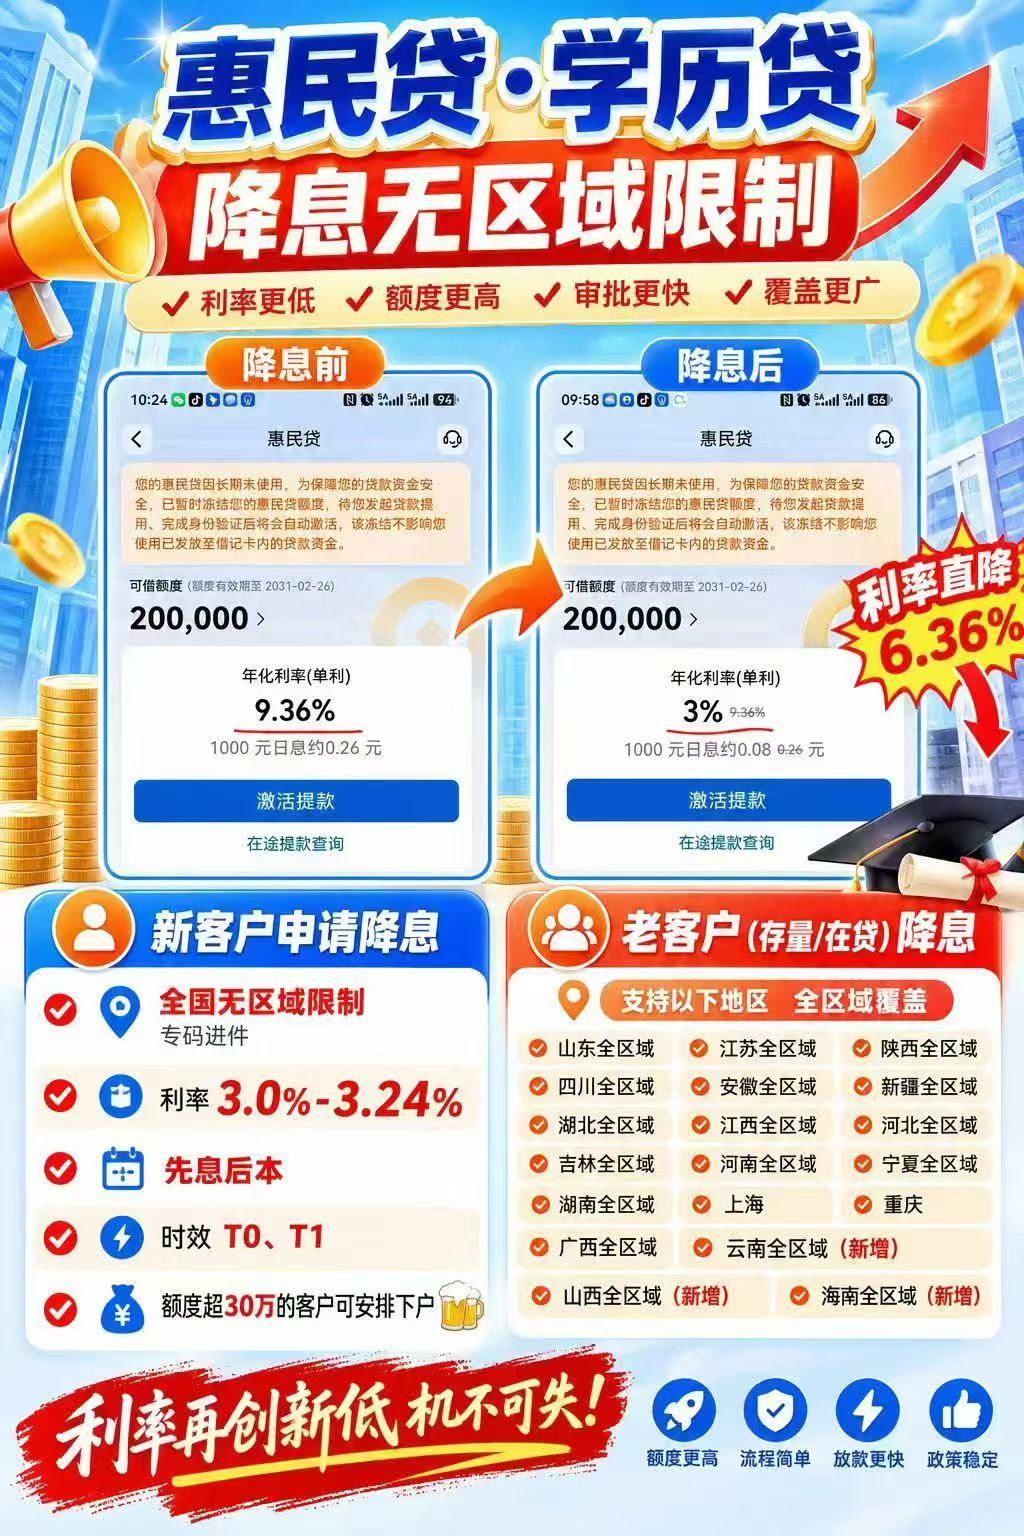 惠民贷·学历贷
降息无区域限制
利率更低 额度更高 审批更快 覆盖更广
降息前
10:24
5A 5A 94
惠民贷
您的惠民贷因长期未使用，为保障您的贷款资金安
全，已暂时冻结您的惠民贷额度，待您发起贷款提
用、完成身份验证后将会自动激活，该冻结不影响您
使用已发放至借记卡内的贷款资金。
可借额度 (额度有效期至 2031-02-26)
200,000
年化利率(单利)
9.36%
1000 元日息约0.26 元
激活提款
在途提款查询
降息后
09:58
5A 5A 86
惠民贷
您的惠民贷因长期未使用，为保障您的贷款资金安
全，已暂时冻结您的惠民贷额度，待您发起贷款提
用、完成身份验证后将会自动激活，该冻结不影响您
使用已发放至借记卡内的贷款资金。
可借额度 (额度有效期至 2031-02-26)
200,000
年化利率(单利)
3% 9.36%
1000 元日息约0.08 0.26 元
激活提款
在途提款查询
利率直降
6.36%
新客户申请降息
全国无区域限制
专码进件
利率 3.0%-3.24%
先息后本
时效 T0、T1
额度超30万的客户可安排下户
老客户 (存量/在贷) 降息
支持以下地区 全区域覆盖
山东全区域 江苏全区域 陕西全区域
四川全区域 安徽全区域 新疆全区域
湖北全区域 江西全区域 河北全区域
吉林全区域 河南全区域 宁夏全区域
湖南全区域 上海 重庆
广西全区域 云南全区域（新增）
山西全区域（新增） 海南全区域（新增）
利率再创新低 机不可失！
额度更高 流程简单 放款更快 政策稳定